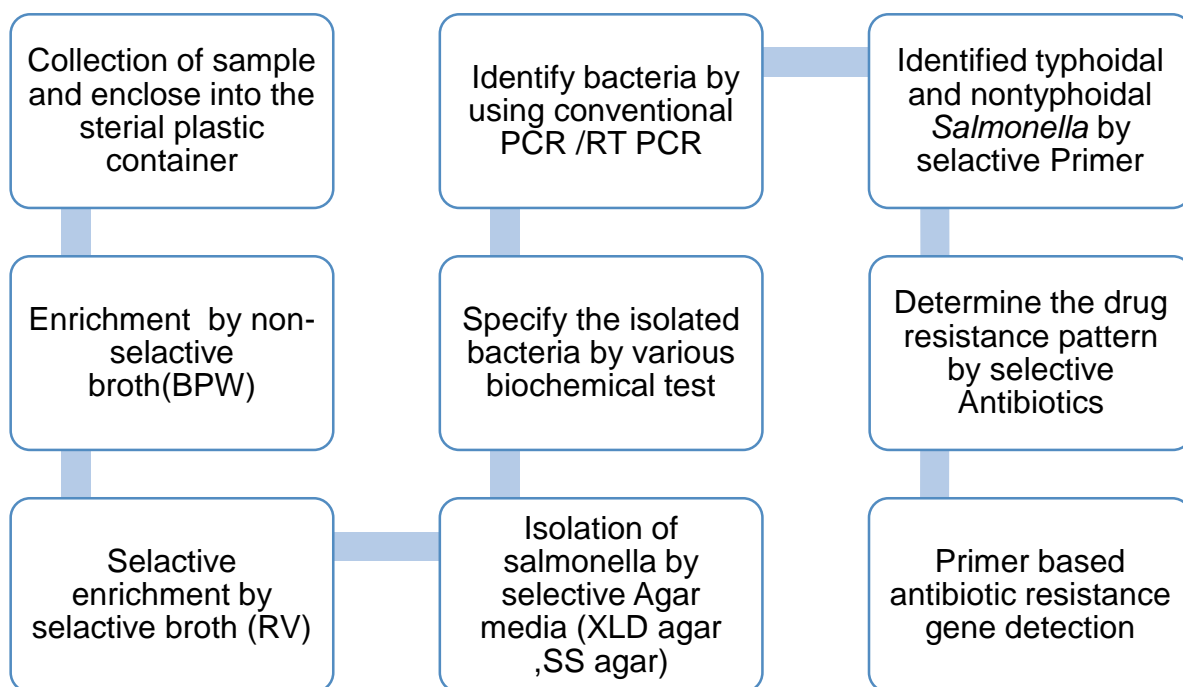 Collection of sample
and enclose into the
sterial plastic
container
Enrichment by non-
selactive
broth(BPW)
Selactive
enrichment by
selactive broth (RV)
Isolation of
salmonella by
selective Agar
media (XLD agar
,SS agar)
Specify the isolated
bacteria by various
biochemical test
Identify bacteria by
using conventional
PCR /RT PCR
Identified typhoidal
and nontyphoidal
Salmonella by
selactive Primer
Determine the drug
resistance pattern
by selective
Antibiotics
Primer based
antibiotic resistance
gene detection